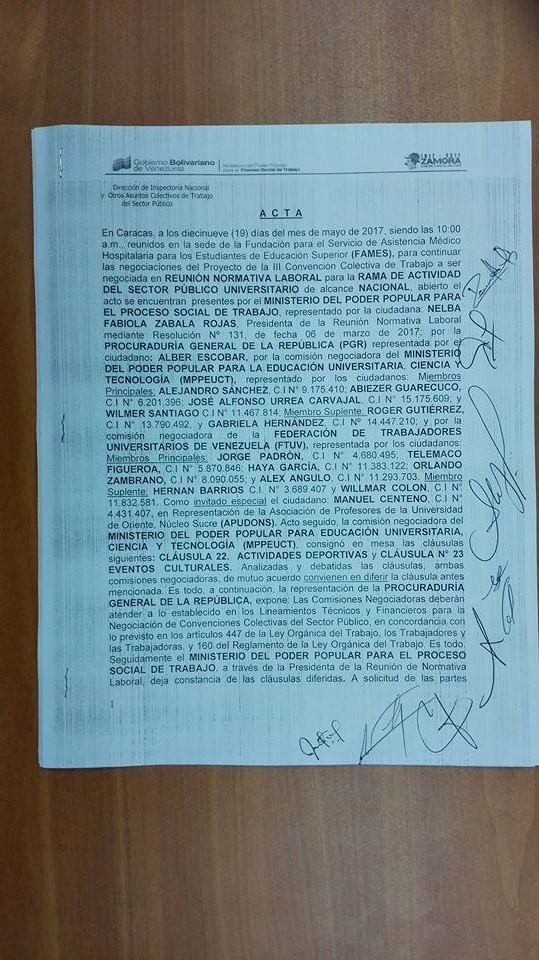 Gobierno Bolivariano
de Venezuela
Ministerio del Poder Popular
para el Proceso Social de Trabajo
ZAMORA
Dirección de Inspectoría Nacional
y Otros Asuntos Colectivos de Trabajo
del Sector Público
A C T A
En Caracas, a los diecinueve (19) días del mes de mayo de 2017, siendo las 10:00
a.m., reunidos en la sede de la Fundación para el Servicio de Asistencia Médico
Hospitalaria para los Estudiantes de Educación Superior (FAMES), para continuar
las negociaciones del Proyecto de la III Convención Colectiva de Trabajo a ser
negociada en REUNIÓN NORMATIVA LABORAL para la RAMA DE ACTIVIDAD
DEL SECTOR PÚBLICO UNIVERSITARIO de alcance NACIONAL, abierto el
acto se encuentran presentes por el MINISTERIO DEL PODER POPULAR PARA
EL PROCESO SOCIAL DE TRABAJO, representado por la ciudadana: NELBA
FABIOLA ZABALA ROJAS, Presidenta de la Reunión Normativa Laboral
mediante Resolución Nº 131, de fecha 06 de marzo de 2017; por la
PROCURADURÍA GENERAL DE LA REPÚBLICA (PGR) representada por el
ciudadano: ALBER ESCOBAR, por la comisión negociadora del MINISTERIO
DEL PODER POPULAR PARA LA EDUCACIÓN UNIVERSITARIA, CIENCIA Y
TECNOLOGÍA (MPPEUCT), representado por los ciudadanos: Miembros
Principales: ALEJANDRO SÁNCHEZ, C.I N° 9.175.410; ABIEZER GUARECUCO,
C.I N° 6.201.396; JOSÉ ALFONSO URREA CARVAJAL, C.I N° 15.175.609; y
WILMER SANTIAGO C.I N° 11.467.814: Miembro Suplente: ROGER GUTIÉRREZ,
C.I N° 13.790.492, y GABRIELA HERNÁNDEZ, C.I Nº 14.447.210; y por la
comisión negociadora de la FEDERACIÓN DE TRABAJADORES
UNIVERSITARIOS DE VENEZUELA (FTUV), representada por los ciudadanos:
Miembros Principales: JORGE PADRÓN, C.I N° 4.680.495; TELEMACO
FIGUEROA, C.I N° 5.870.846; HAYA GARCÍA, C.I N° 11.383.122; ORLANDO
ZAMBRANO, C.I N° 8.090.055; y ALEX ANGULO, C.I N° 11.293.703. Miembro
Suplente: HERNAN BARRIOS C.I N° 3.689.407 y WILLMAR COLON, C.I N°
11.832.581. Como invitado especial el ciudadano: MANUEL CENTENO, C.I N°
4.431.407, en Representación de la Asociación de Profesores de la Universidad
de Oriente, Núcleo Sucre (APUDONS). Acto seguido, la comisión negociadora del
MINISTERIO DEL PODER POPULAR PARA EDUCACIÓN UNIVERSITARIA,
CIENCIA Y TECNOLOGÍA (MPPEUCT), consignó en mesa las cláusulas
siguientes: CLÁUSULA 22. ACTIVIDADES DEPORTIVAS y CLÁUSULA N° 23
EVENTOS CULTURALES. Analizadas y debatidas las cláusulas, ambas
comisiones negociadoras, de mutuo acuerdo convienen en diferir la cláusula antes
mencionada. Es todo, a continuación, la representación de la PROCURADURÍA
GENERAL DE LA REPÚBLICA, expone: Las Comisiones Negociadoras deberán
atender a lo establecido en los Lineamientos Técnicos y Financieros para la
Negociación de Convenciones Colectivas del Sector Público, en concordancia con
lo previsto en los artículos 447 de la Ley Orgánica del Trabajo, los Trabajadores y
las Trabajadoras, y 160 del Reglamento de la Ley Orgánica del Trabajo. Es todo.
Seguidamente el MINISTERIO DEL PODER POPULAR PARA EL PROCESO
SOCIAL DE TRABAJO, a través de la Presidenta de la Reunión de Normativa
Laboral, deja constancia de las cláusulas diferidas. A solicitud de las partes